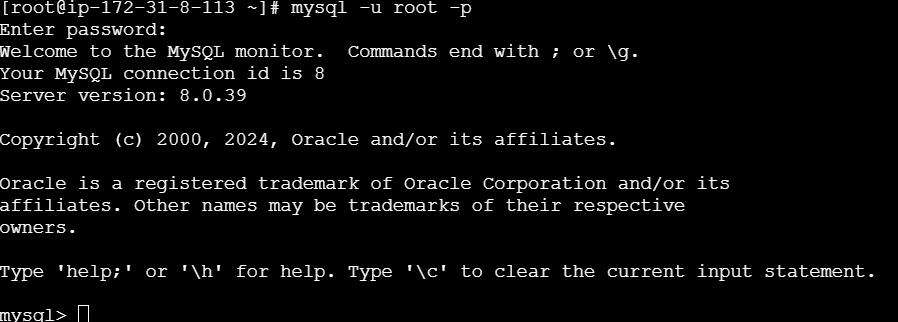 [root@ip-172-31-8-113 ~]# mysql -u root -p
Enter password:
Welcome to the MySQL monitor.  Commands end with ; or \g.
Your MySQL connection id is 8
Server version: 8.0.39
Copyright (c) 2000, 2024, Oracle and/or its affiliates.
Oracle is a registered trademark of Oracle Corporation and/or its
affiliates. Other names may be trademarks of their respective
owners.
Type 'help;' or '\h' for help. Type '\c' to clear the current input statement.
mysql>